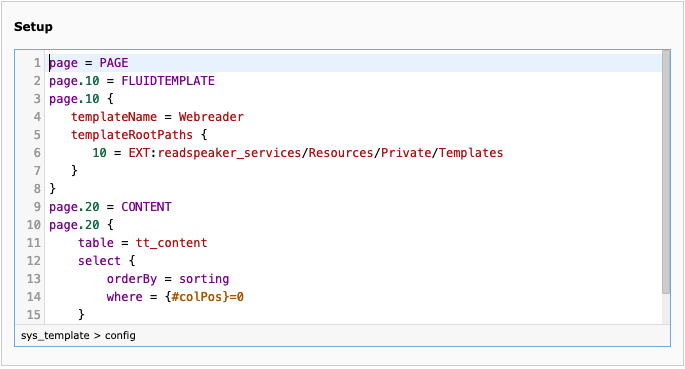 Setup
1 page = PAGE
2 page.10 = FLUIDTEMPLATE
3 page.10 {
4 templateName = Webreader
5 templateRootPaths {
6 10 = EXT:readspeaker_services/Resources/Private/Templates
7 }
8 }
9 page.20 = CONTENT
10 page.20 {
11 table = tt_content
12 select {
13 orderBy = sorting
14 where = {#colPos}=0
15 }
sys_template > config